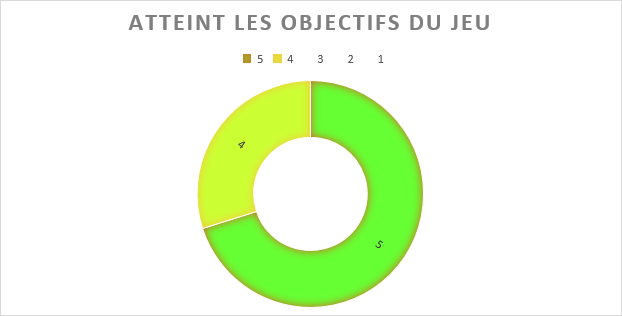 ATTEINT LES OBJECTIFS DU JEU
5 4 3 2 1
4
5